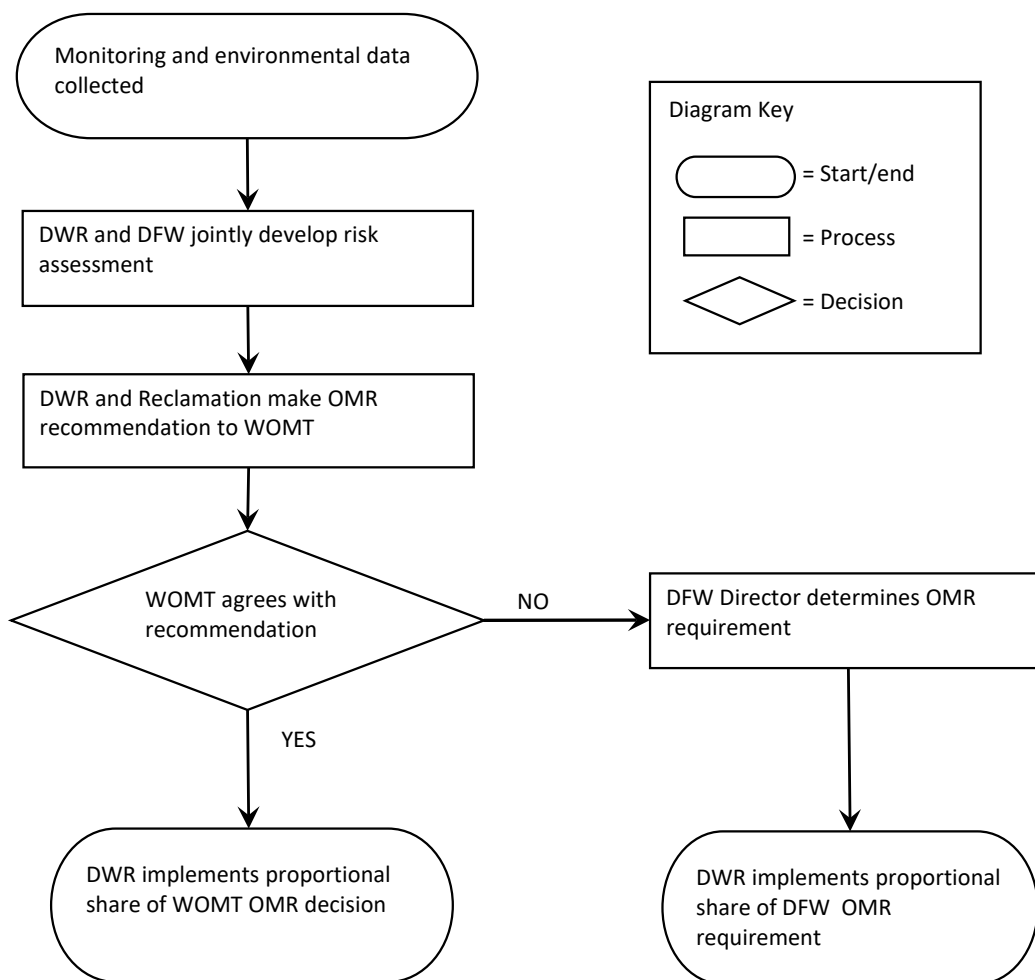 Monitoring and environmental data
collected
Diagram Key
= Start/end
= Process
= Decision
DWR and DFW jointly develop risk
assessment
DWR and Reclamation make OMR
recommendation to WOMT
WOMT agrees with
recommendation
NO
DFW Director determines OMR
requirement
YES
DWR implements proportional
share of WOMT OMR decision
DWR implements proportional
share of DFW  OMR
requirement